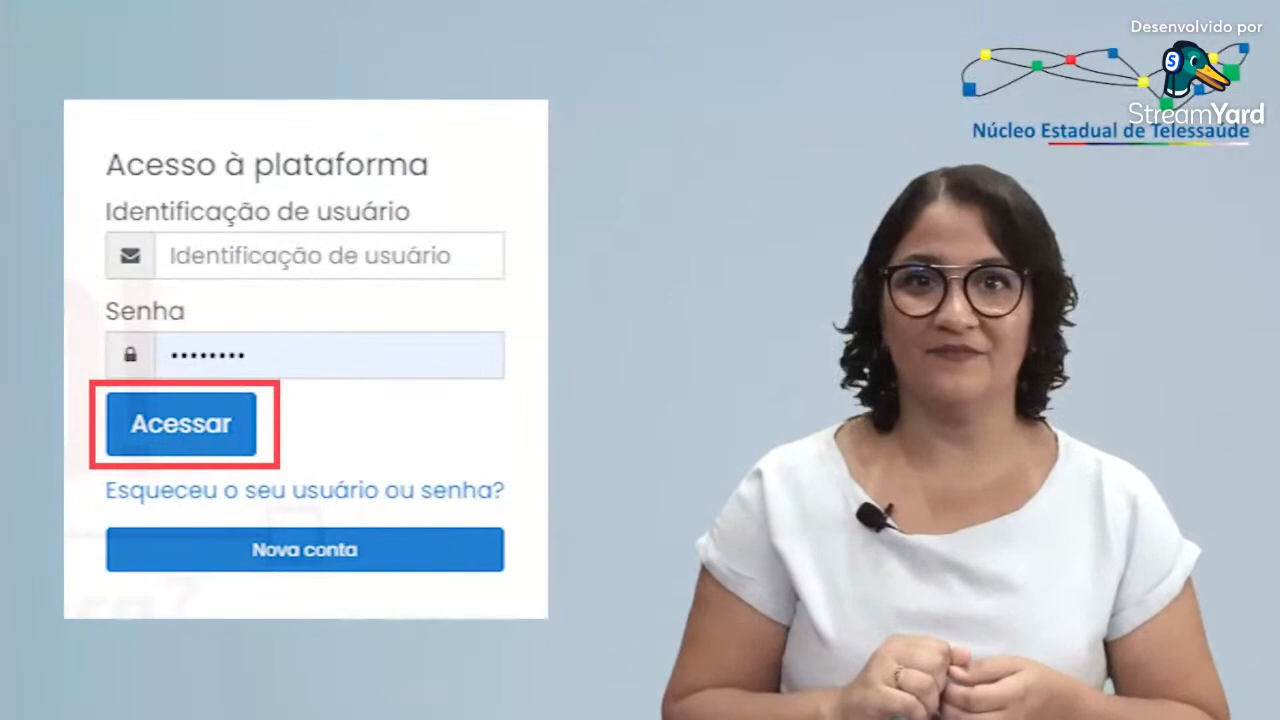 Desenvolvido por
StreamYard
Núcleo Estadual de Telessaúde
Acesso à plataforma
Identificação de usuário
Identificação de usuário
Senha
••••••••
Acessar
Esqueceu o seu usuário ou senha?
Nova conta